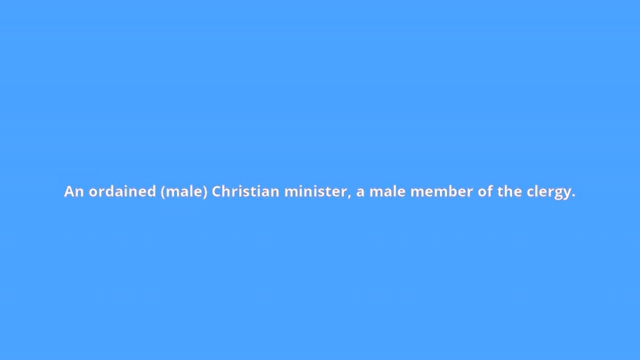 An ordained (male) Christian minister, a male member of the clergy.